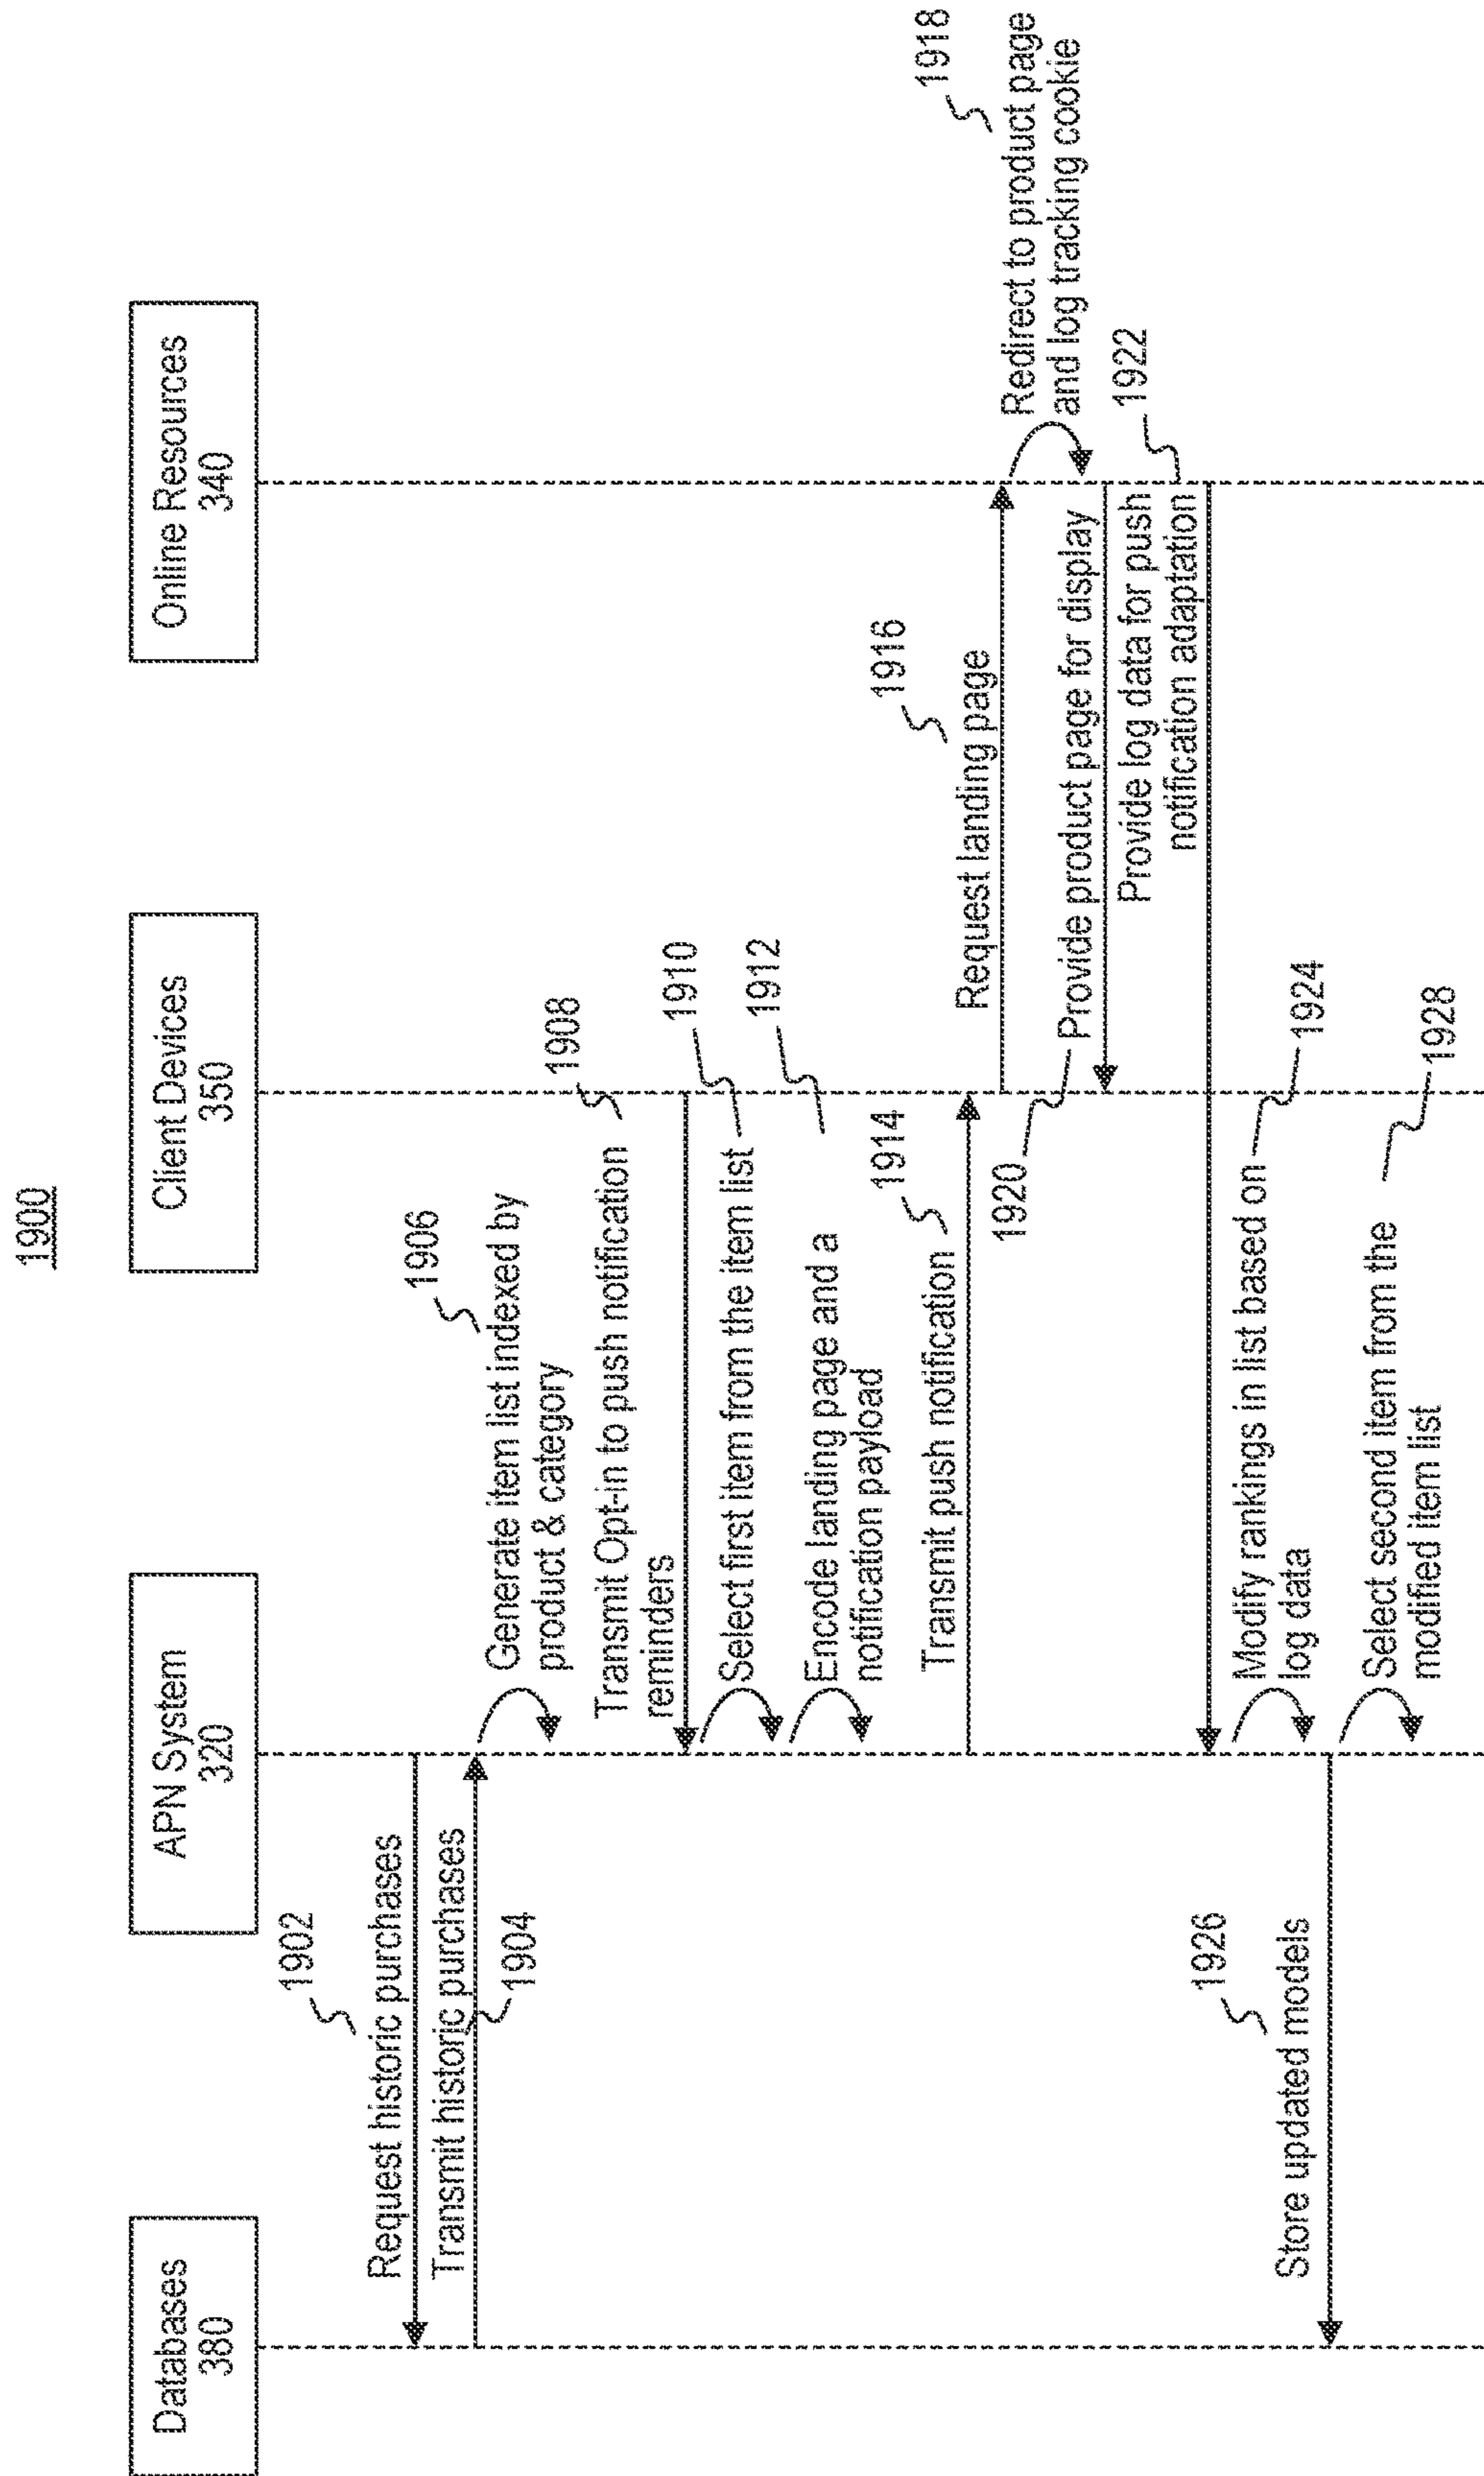 1900
Databases
380
APN System
320
Client Devices
350
Online Resources
340
1902
Request historic purchases
Transmit historic purchases
1904
1906
Generate item list indexed by
product & category
1908
Transmit Opt-in to push notification
reminders
1910
Select first item from the item list
1912
Encode landing page and a
notification payload
1914
Transmit push notification
1916
Request landing page
1918
Redirect to product page
and log tracking cookie
1920
Provide product page for display
1922
Provide log data for push
notification adaptation
1924
Modify rankings in list based on
log data
1926
Store updated models
1928
Select second item from the
modified item list